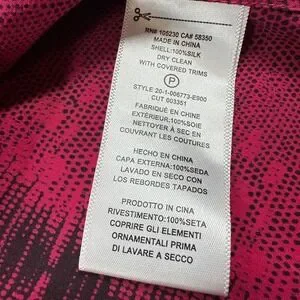 RN# 105230 CA# 58350
MADE IN CHINA
SHELL:100%SILK
DRY CLEAN
WITH COVERED TRIMS
P
STYLE 20-1-006773-E900
CUT 003351
FABRIQUÉ EN CHINE
EXTÉRIEUR:100%SOIE
NETTOYER À SEC EN
COUVRANT LES COUTURES
HECHO EN CHINA
CAPA EXTERNA:100%SEDA
LAVADO EN SECO CON
LOS REBORDES TAPADOS
PRODOTTO IN CINA
RIVESTIMENTO:100%SETA
COPRIRE GLI ELEMENTI
ORNAMENTALI PRIMA
DI LAVARE A SECCO